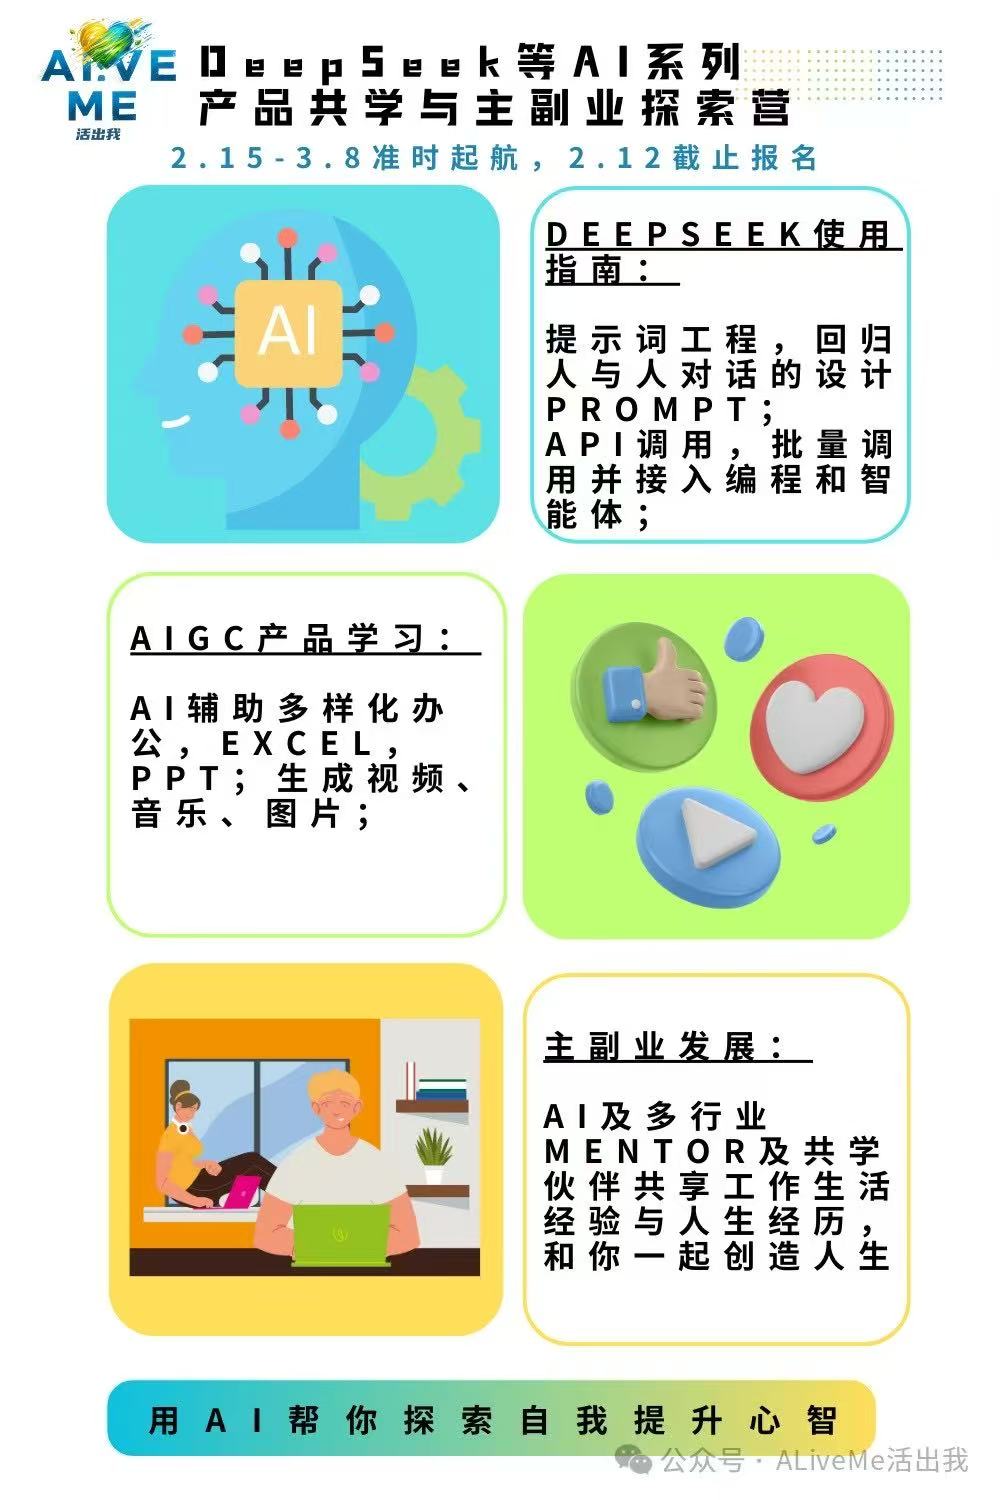 ALIVE
ME
活出我
DeepSeek等AI系列
产品共学与主副业探索营
2.15-3.8准时起航，2.12截止报名
AI
DEEPSEEK使用
指南：
提示词工程，回归
人与人对话的设计
PROMPT；
API调用，批量调
用并接入编程和智
能体；
AIGC产品学习：
AI辅助多样化办
公，EXCEL，
PPT；生成视频、
音乐、图片；
主副业发展：
AI及多行业
MENTOR及共学
伙伴共享工作生活
经验与人生经历，
和你一起创造人生
用AI帮你探索自我提升心智
公众号·ALiveMe活出我